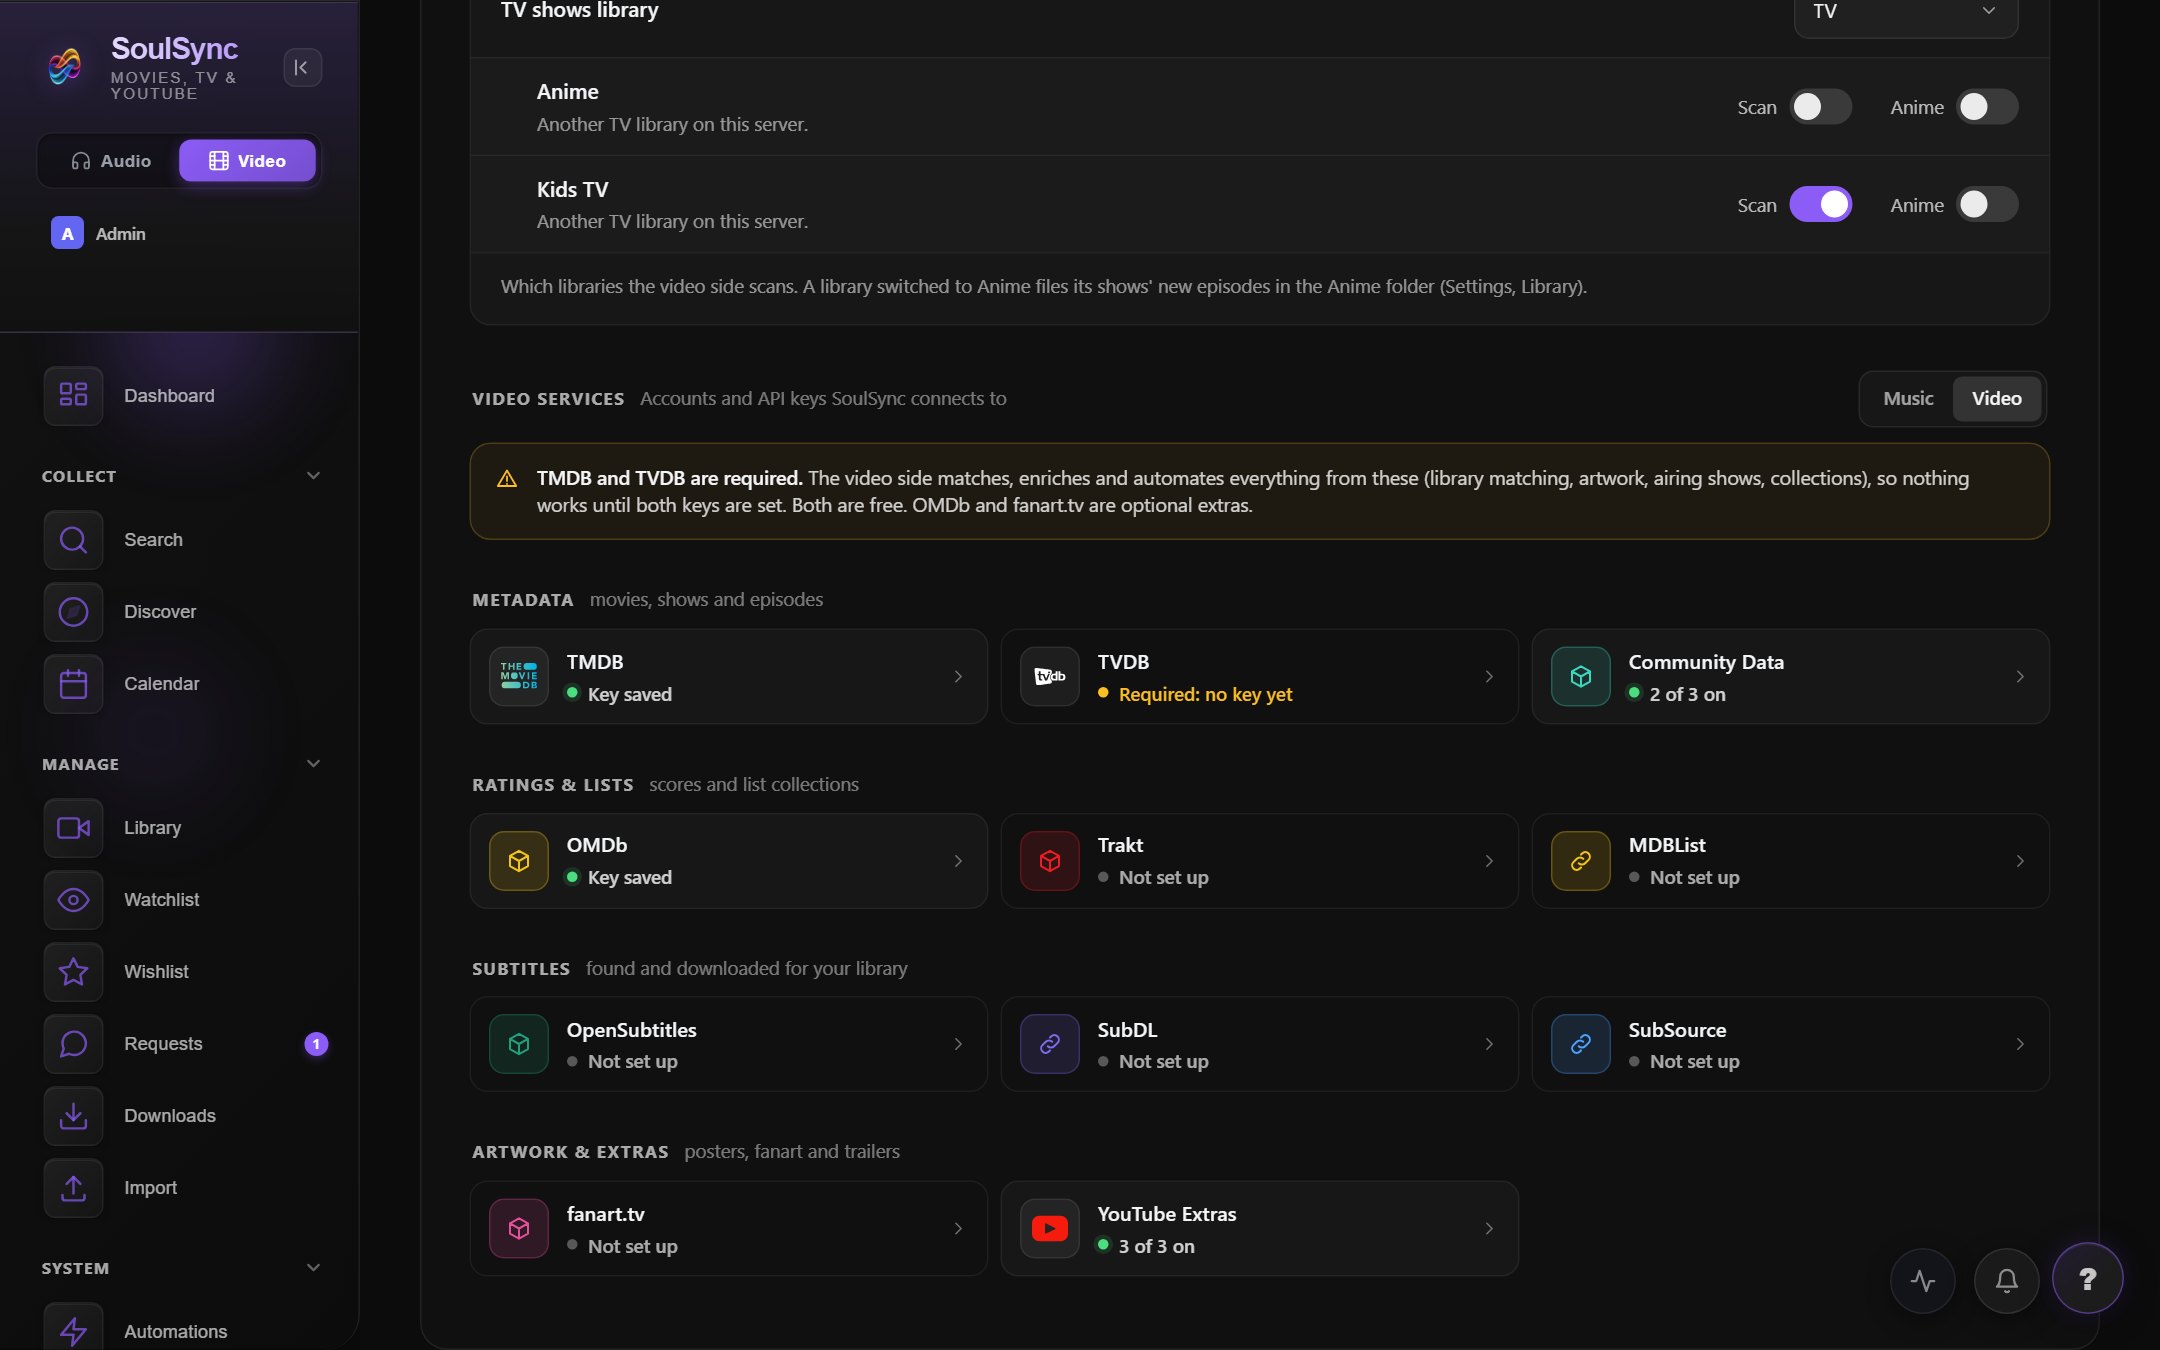 SoulSync
MOVIES, TV &
YOUTUBE
Audio
Video
A
Admin
Dashboard
COLLECT
Search
Discover
Calendar
MANAGE
Library
Watchlist
Wishlist
Requests
1
Downloads
Import
SYSTEM
Automations
TV shows library
TV
Anime
Another TV library on this server.
Scan
Anime
Kids TV
Another TV library on this server.
Scan
Anime
Which libraries the video side scans. A library switched to Anime files its shows' new episodes in the Anime folder (Settings, Library).
VIDEO SERVICES Accounts and API keys SoulSync connects to
Music
Video
TMDB and TVDB are required. The video side matches, enriches and automates everything from these (library matching, artwork, airing shows, collections), so nothing
works until both keys are set. Both are free. OMDb and fanart.tv are optional extras.
METADATA movies, shows and episodes
THE
MOVIE
DB
TMDB
Key saved
tvdb
TVDB
Required: no key yet
Community Data
2 of 3 on
RATINGS & LISTS scores and list collections
OMDb
Key saved
Trakt
Not set up
MDBList
Not set up
SUBTITLES found and downloaded for your library
OpenSubtitles
Not set up
SubDL
Not set up
SubSource
Not set up
ARTWORK & EXTRAS posters, fanart and trailers
fanart.tv
Not set up
YouTube Extras
3 of 3 on
?